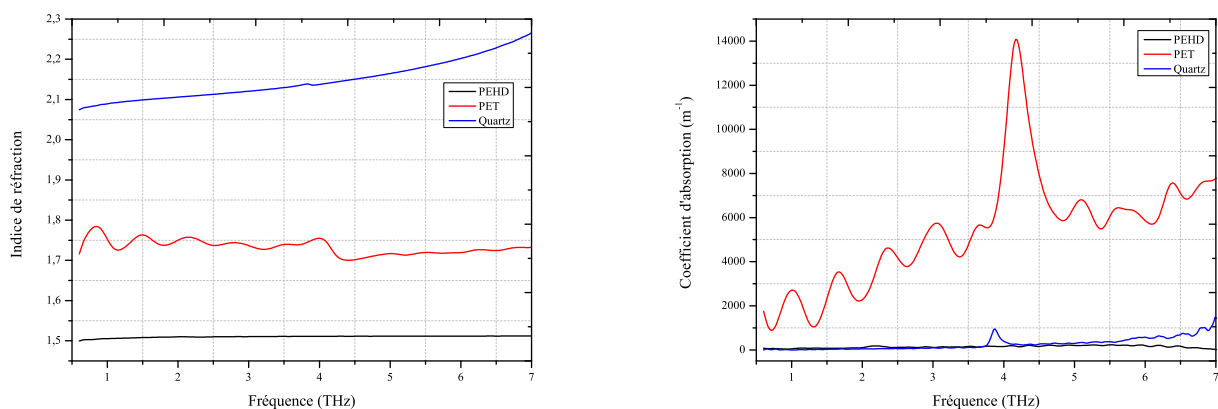 2,3
2,2
2,1
2,0
1,9
1,8
1,7
1,6
1,5
Indice de réfraction
PEHD
PET
Quartz
1 2 3 4 5 6 7
Fréquence (THz)
14000
12000
10000
8000
6000
4000
2000
0
Coefficient d'absorption (m⁻¹)
PEHD
PET
Quartz
1 2 3 4 5 6 7
Fréquence (THz)